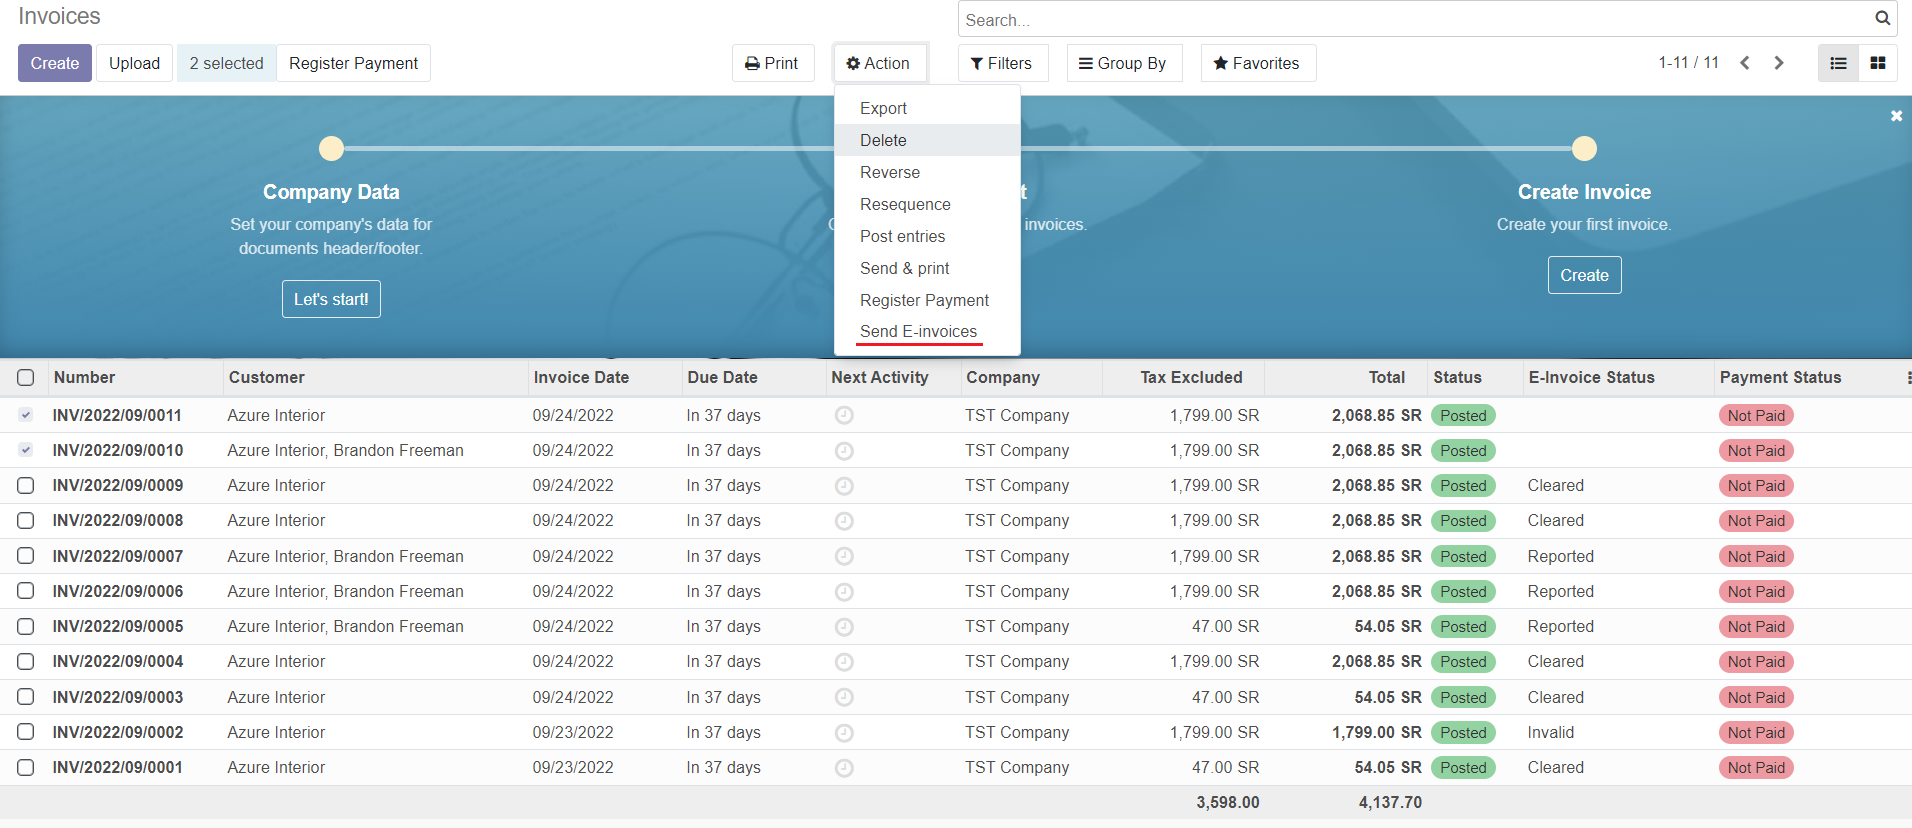 Invoices
Search...
Create Upload 2 selected Register Payment Print Action Filters Group By Favorites 1-11 / 11
Export
Delete
Reverse
Resequence
Post entries
Send & print
Register Payment
Send E-invoices
Company Data
Set your company's data for
documents header/footer.
Let's start!
invoices.
Create Invoice
Create your first invoice.
Create
Number Customer Invoice Date Due Date Next Activity Company Tax Excluded Total Status E-Invoice Status Payment Status
INV/2022/09/0011 Azure Interior 09/24/2022 In 37 days TST Company 1,799.00 SR 2,068.85 SR Posted Not Paid
INV/2022/09/0010 Azure Interior, Brandon Freeman 09/24/2022 In 37 days TST Company 1,799.00 SR 2,068.85 SR Posted Not Paid
INV/2022/09/0009 Azure Interior 09/24/2022 In 37 days TST Company 1,799.00 SR 2,068.85 SR Posted Cleared Not Paid
INV/2022/09/0008 Azure Interior 09/24/2022 In 37 days TST Company 1,799.00 SR 2,068.85 SR Posted Cleared Not Paid
INV/2022/09/0007 Azure Interior, Brandon Freeman 09/24/2022 In 37 days TST Company 1,799.00 SR 2,068.85 SR Posted Reported Not Paid
INV/2022/09/0006 Azure Interior, Brandon Freeman 09/24/2022 In 37 days TST Company 1,799.00 SR 2,068.85 SR Posted Reported Not Paid
INV/2022/09/0005 Azure Interior, Brandon Freeman 09/24/2022 In 37 days TST Company 47.00 SR 54.05 SR Posted Reported Not Paid
INV/2022/09/0004 Azure Interior 09/24/2022 In 37 days TST Company 1,799.00 SR 2,068.85 SR Posted Cleared Not Paid
INV/2022/09/0003 Azure Interior 09/24/2022 In 37 days TST Company 47.00 SR 54.05 SR Posted Cleared Not Paid
INV/2022/09/0002 Azure Interior 09/23/2022 In 37 days TST Company 1,799.00 SR 1,799.00 SR Posted Invalid Not Paid
INV/2022/09/0001 Azure Interior 09/23/2022 In 37 days TST Company 47.00 SR 54.05 SR Posted Cleared Not Paid
3,598.00 4,137.70